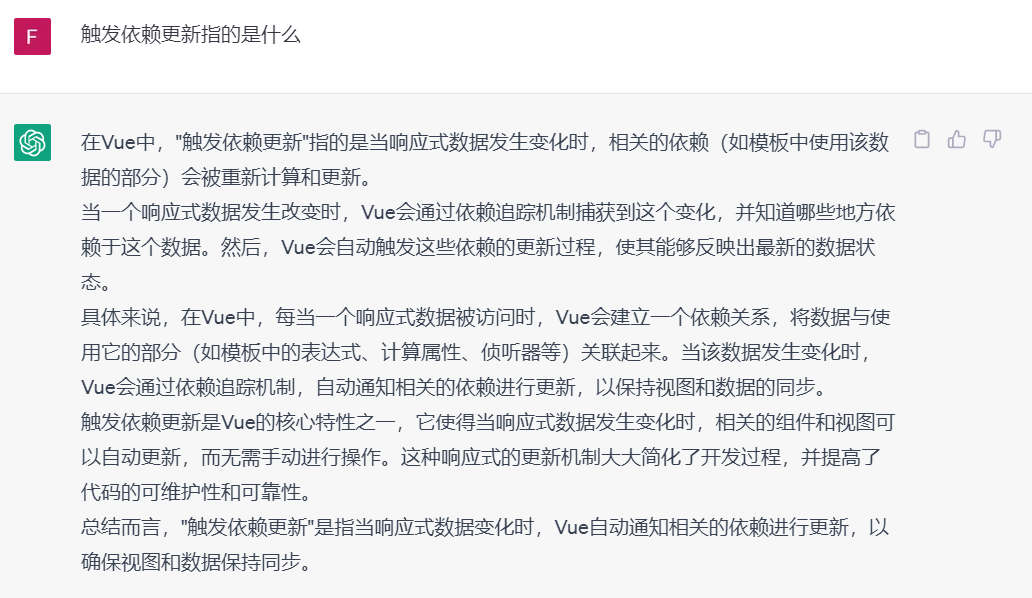 F
触发依赖更新指的是什么
在Vue中，"触发依赖更新"指的是当响应式数据发生变化时，相关的依赖（如模板中使用该数
据的部分）会被重新计算和更新。
当一个响应式数据发生改变时，Vue会通过依赖追踪机制捕获到这个变化，并知道哪些地方依
赖于这个数据。然后，Vue会自动触发这些依赖的更新过程，使其能够反映出最新的数据状
态。
具体来说，在Vue中，每当一个响应式数据被访问时，Vue会建立一个依赖关系，将数据与使
用它的部分（如模板中的表达式、计算属性、侦听器等）关联起来。当该数据发生变化时，
Vue会通过依赖追踪机制，自动通知相关的依赖进行更新，以保持视图和数据的同步。
触发依赖更新是Vue的核心特性之一，它使得当响应式数据发生变化时，相关的组件和视图可
以自动更新，而无需手动进行操作。这种响应式的更新机制大大简化了开发过程，并提高了
代码的可维护性和可靠性。
总结而言，"触发依赖更新"是指当响应式数据变化时，Vue自动通知相关的依赖进行更新，以
确保视图和数据保持同步。